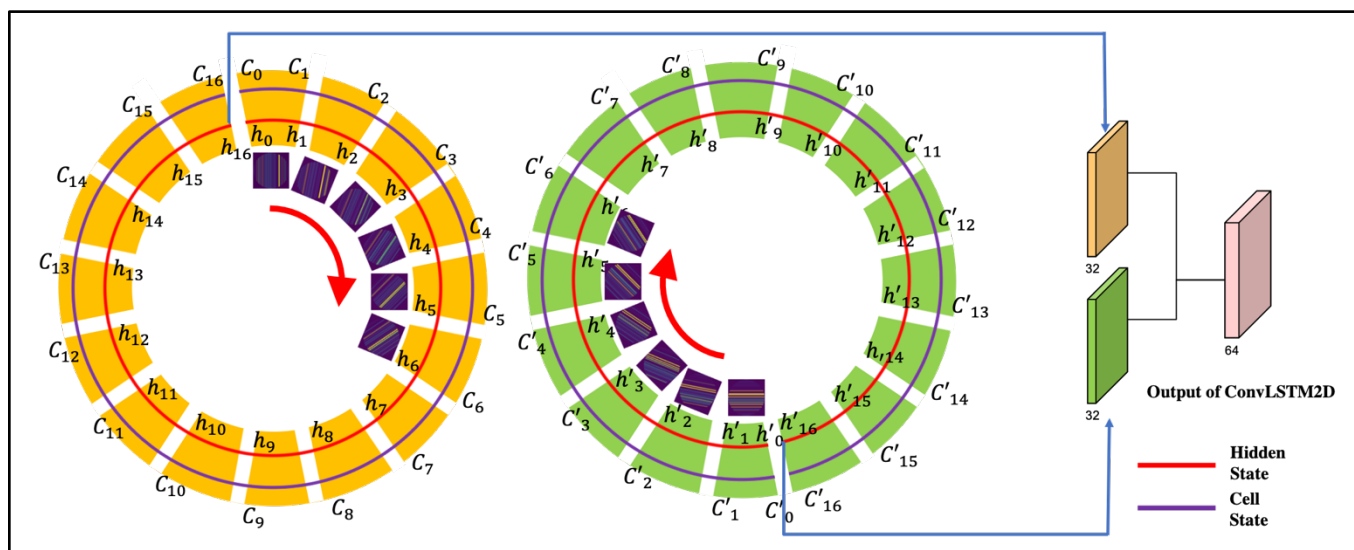 C₀
C₁
C₂
C₃
C₄
C₅
C₆
C₇
C₈
C₉
C₁₀
C₁₁
C₁₂
C₁₃
C₁₄
C₁₅
C₁₆
h₀
h₁
h₂
h₃
h₄
h₅
h₆
h₇
h₈
h₉
h₁₀
h₁₁
h₁₂
h₁₃
h₁₄
h₁₅
h₁₆
C'₀
C'₁
C'₂
C'₃
C'₄
C'₅
C'₆
C'₇
C'₈
C'₉
C'₁₀
C'₁₁
C'₁₂
C'₁₃
C'₁₄
C'₁₅
C'₁₆
h'₀
h'₁
h'₂
h'₃
h'₄
h'₅
h'₇
h'₈
h'₉
h'₁₀
h'₁₁
h'₁₂
h'₁₃
h'₁₄
h'₁₅
h'₁₆
32
32
64
Output of ConvLSTM2D
Hidden
State
Cell
State